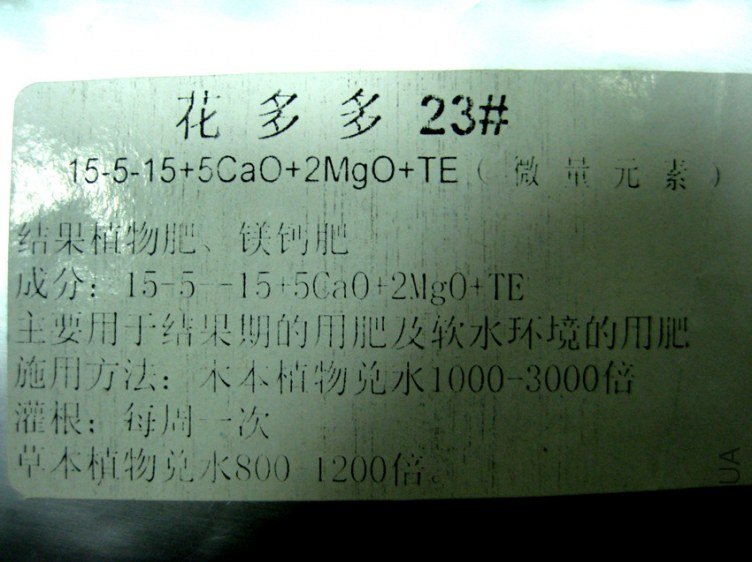 花多多 23#
15-5-15+5CaO+2MgO+TE（微量元素）
结果植物肥、镁钙肥
成分：15-5--15+5CaO+2MgO+TE
主要用于结果期的用肥及软水环境的用肥
施用方法：木本植物兑水1000-3000倍
灌根；每周一次
草本植物兑水800-1200倍。
UA